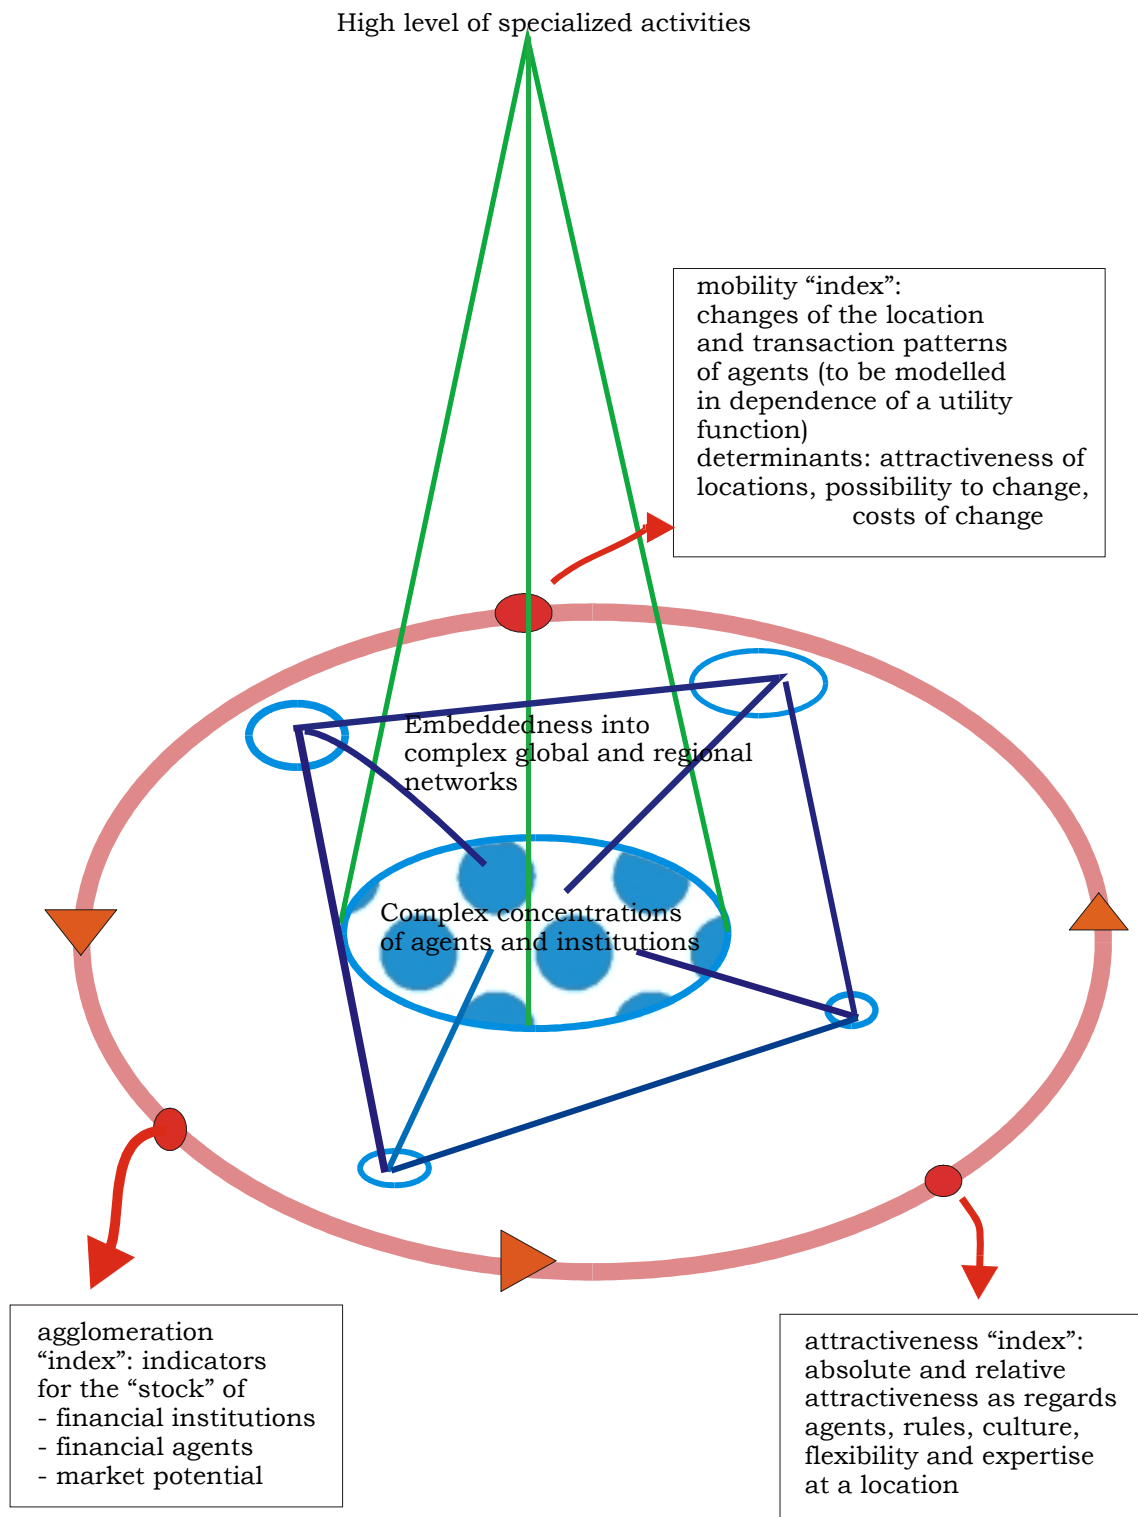 High level of specialized activities
mobility “index”:
changes of the location
and transaction patterns
of agents (to be modelled
in dependence of a utility
function)
determinants: attractiveness of
locations, possibility to change,
costs of change
Embeddedness into
complex global and regional
networks
Complex concentrations
of agents and institutions
agglomeration
“index”: indicators
for the “stock” of
- financial institutions
- financial agents
- market potential
attractiveness “index”:
absolute and relative
attractiveness as regards
agents, rules, culture,
flexibility and expertise
at a location